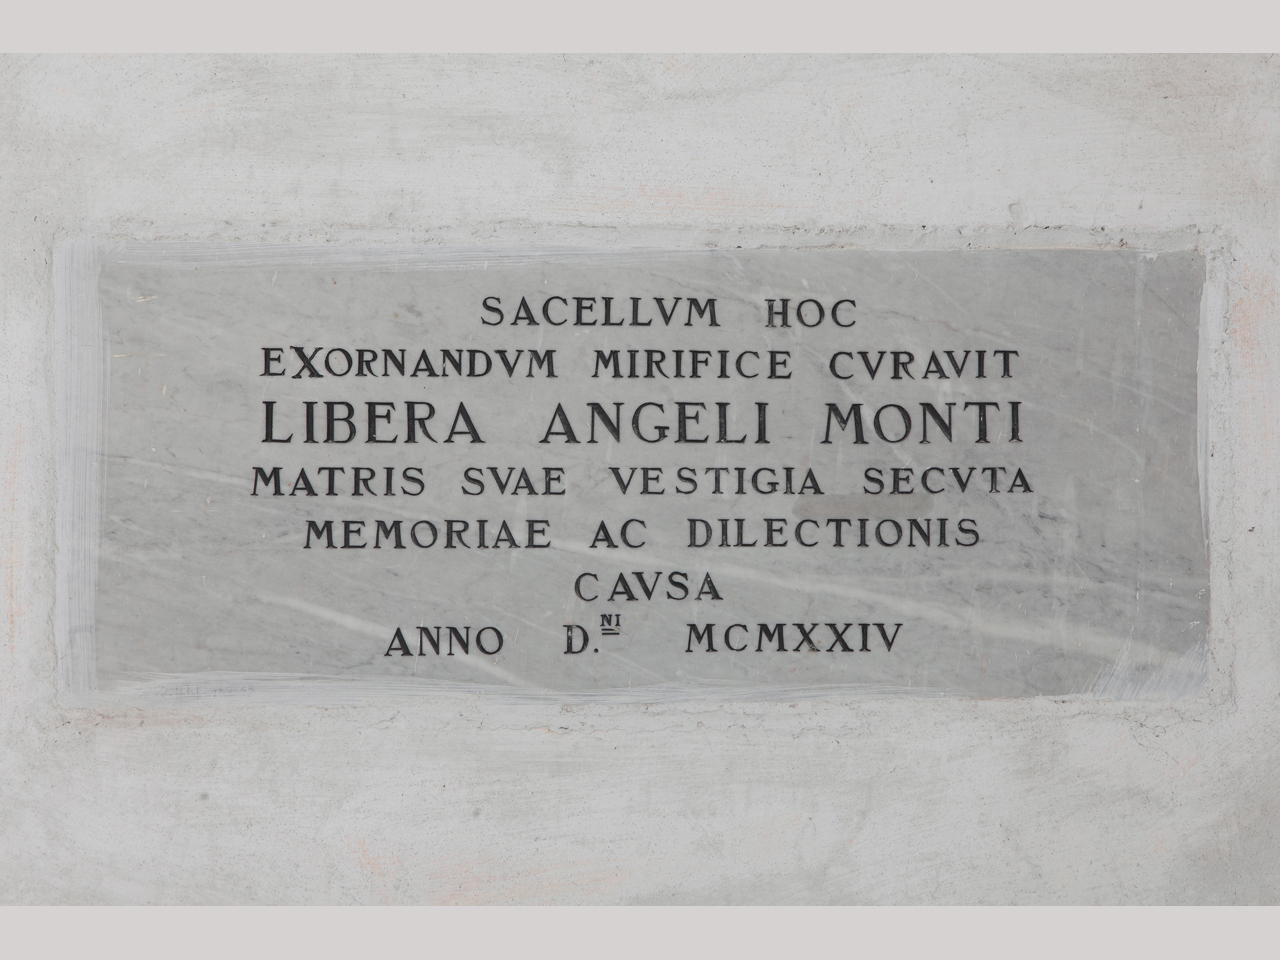 SACELLVM HOC
EXORNANDVM MIRIFICE CVRAVIT
LIBERA ANGELI MONTI
MATRIS SVAE VESTIGIA SECVTA
MEMORIAE AC DILECTIONIS
CAVSA
ANNO D.NI MCMXXIV